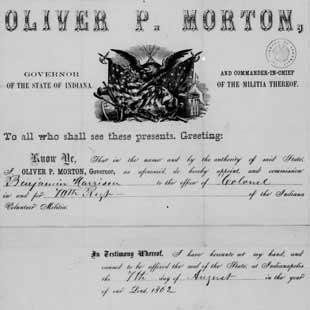 OLIVER P. MORTON,
GOVERNOR
OF THE STATE OF INDIANA.
AND COMMANDER-IN-CHIEF
OF THE MILITIA THEREOF.
To all who shall see these presents, Greeting:
Know Ye, That in the name and by the authority of said State,
I OLIVER P. MORTON, Governor, as aforesaid, do hereby appoint and commission
Benjamin Harrison to the office of Colonel
in and for 70th Regt of the Indiana
Volunteer Militia.
In Testimony Whereof, I have hereunto set my hand, and
caused to be affixed the seal of the State, at Indianapolis
the 7th day of August in the year
of our Lord, 1862